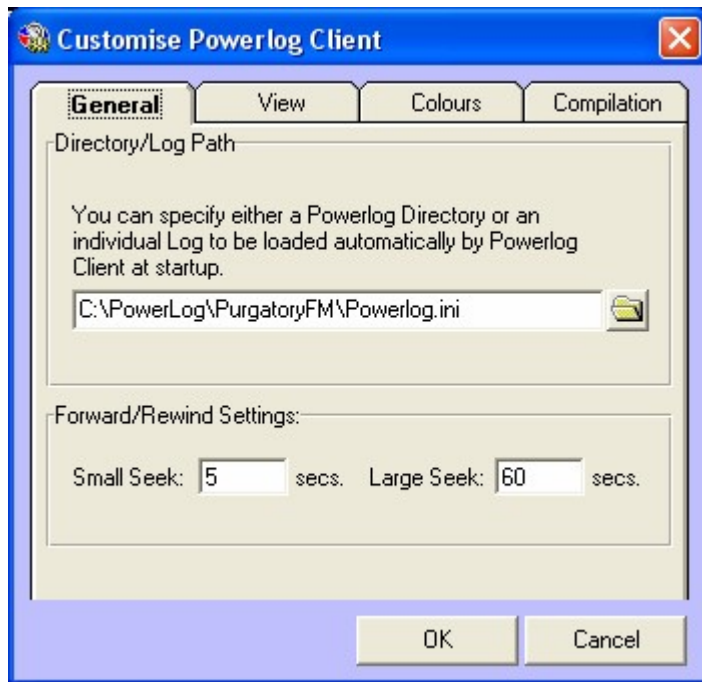 Customise Powerlog Client
General View Colours Compilation
Directory/Log Path
You can specify either a Powerlog Directory or an
individual Log to be loaded automatically by Powerlog
Client at startup.
C:\PowerLog\PurgatoryFM\Powerlog.ini
Forward/Rewind Settings:
Small Seek: 5 secs. Large Seek: 60 secs.
OK Cancel